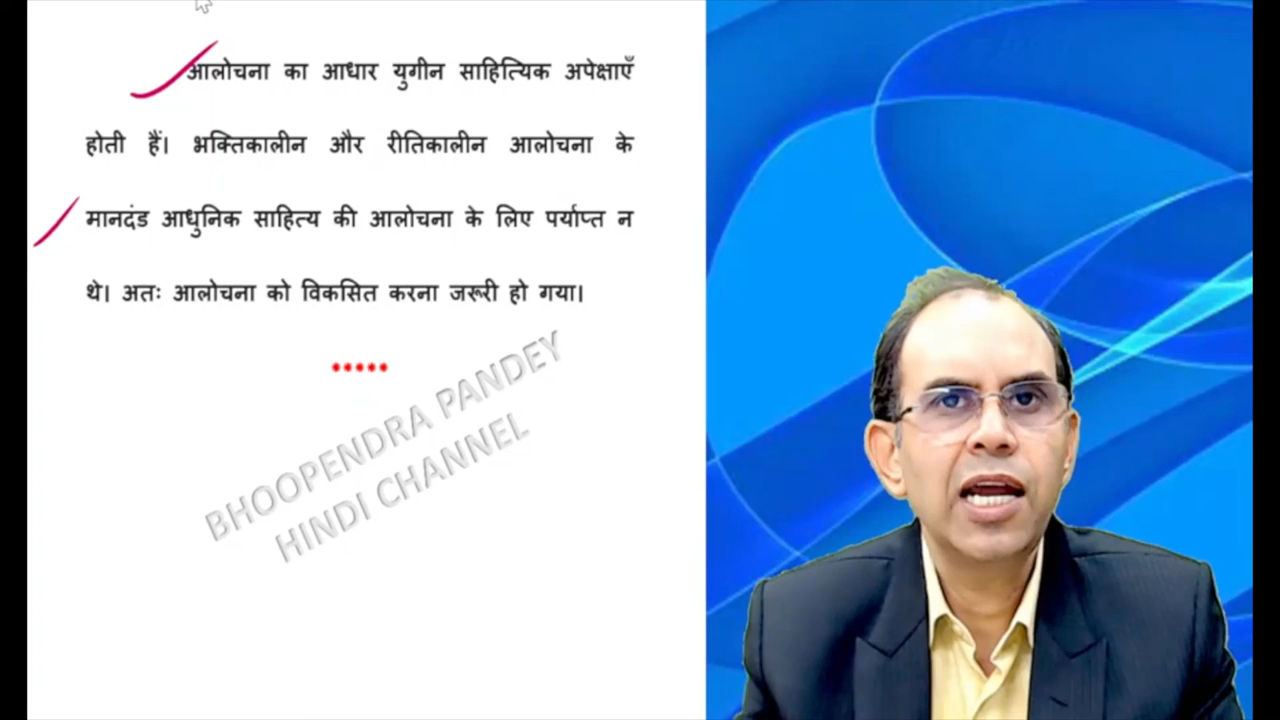 आलोचना का आधार युगीन साहित्यिक अपेक्षाएँ
होती हैं। भक्तिकालीन और रीतिकालीन आलोचना के
मानदंड आधुनिक साहित्य की आलोचना के लिए पर्याप्त न
थे। अतः आलोचना को विकसित करना जरूरी हो गया।
BHOOPENDRA PANDEY
HINDI CHANNEL